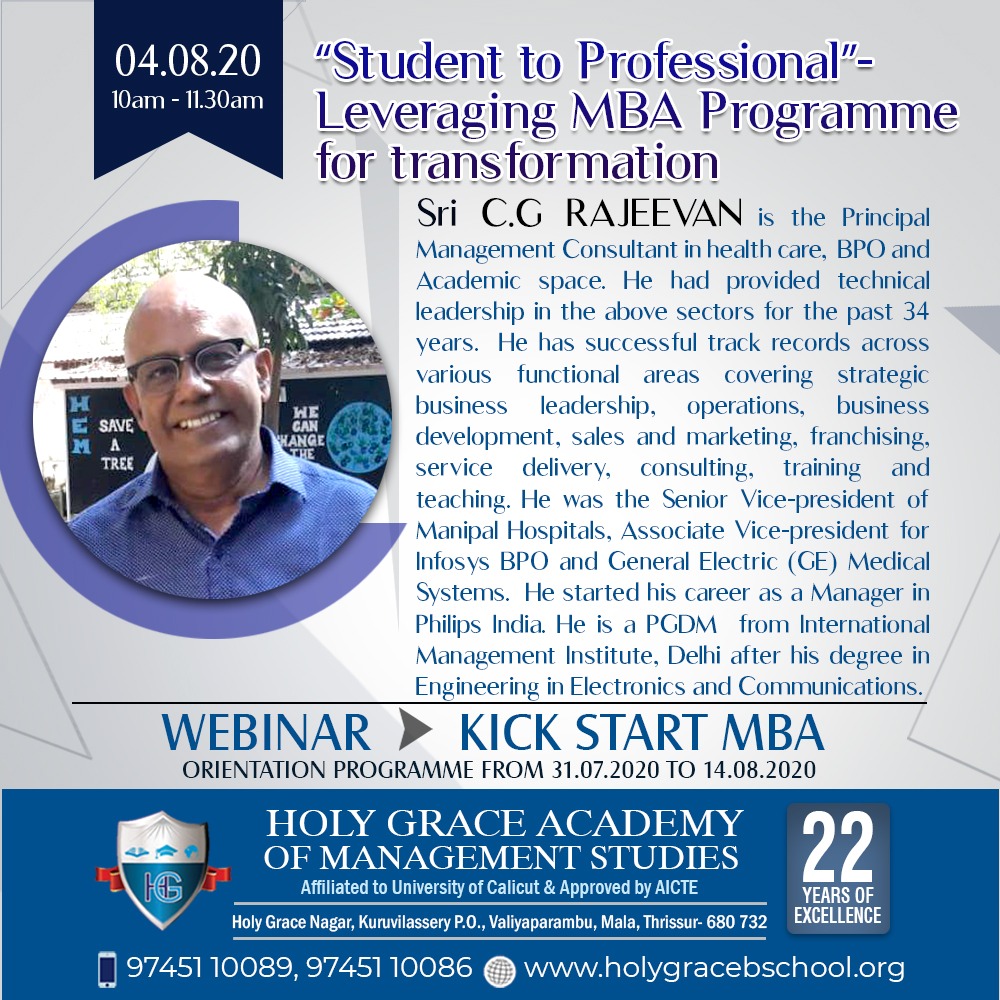 04.08.20
10am - 11.30am
“Student to Professional”-
Leveraging MBA Programme
for transformation
Sri C.G RAJEEVAN is the Principal
Management Consultant in health care, BPO and
Academic space. He had provided technical
leadership in the above sectors for the past 34
years. He has successful track records across
various functional areas covering strategic
business leadership, operations, business
development, sales and marketing, franchising,
service delivery, consulting, training and
teaching. He was the Senior Vice-president of
Manipal Hospitals, Associate Vice-president for
Infosys BPO and General Electric (GE) Medical
Systems. He started his career as a Manager in
Philips India. He is a PGDM from International
Management Institute, Delhi after his degree in
Engineering in Electronics and Communications.
HEM
SAVE
A
TREE
WE
CAN
HANGE
THE
WEBINAR KICK START MBA
ORIENTATION PROGRAMME FROM 31.07.2020 TO 14.08.2020
HG
HOLY GRACE ACADEMY
OF MANAGEMENT STUDIES
Affiliated to University of Calicut & Approved by AICTE
Holy Grace Nagar, Kuruvilassery P.O., Valiyaparambu, Mala, Thrissur- 680 732
22
YEARS OF
EXCELLENCE
97451 10089, 97451 10086 www.holygracebschool.org